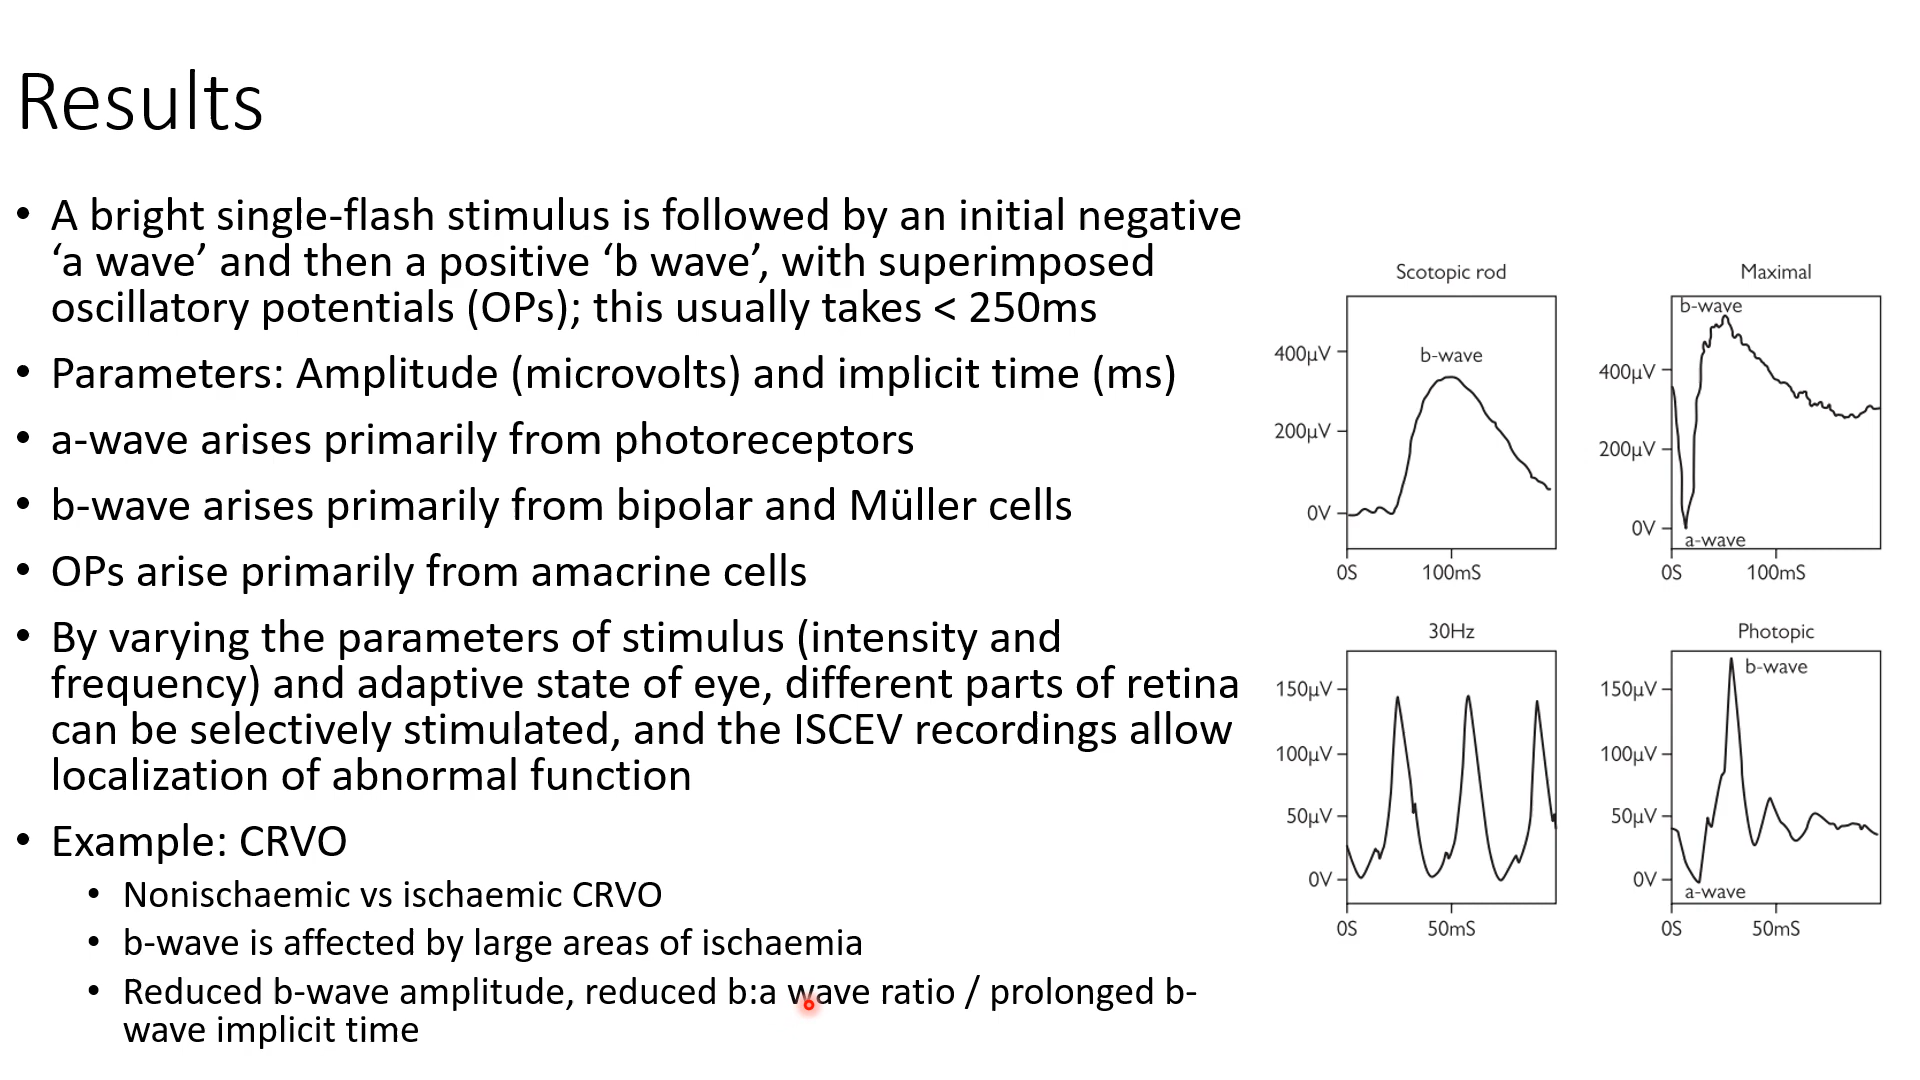 Results
• A bright single-flash stimulus is followed by an initial negative
‘a wave’ and then a positive ‘b wave’, with superimposed
oscillatory potentials (OPs); this usually takes < 250ms
• Parameters: Amplitude (microvolts) and implicit time (ms)
• a-wave arises primarily from photoreceptors
• b-wave arises primarily from bipolar and Müller cells
• OPs arise primarily from amacrine cells
• By varying the parameters of stimulus (intensity and
frequency) and adaptive state of eye, different parts of retina
can be selectively stimulated, and the ISCEV recordings allow
localization of abnormal function
• Example: CRVO
• Nonischaemic vs ischaemic CRVO
• b-wave is affected by large areas of ischaemia
• Reduced b-wave amplitude, reduced b:a wave ratio / prolonged b-
wave implicit time
Scotopic rod
400µV
b-wave
200µV
0V
0S 100mS
Maximal
b-wave
400µV
200µV
0V
a-wave
0S 100mS
30Hz
150µV
100µV
50µV
0V
0S 50mS
Photopic
b-wave
150µV
100µV
50µV
0V
a-wave
0S 50mS